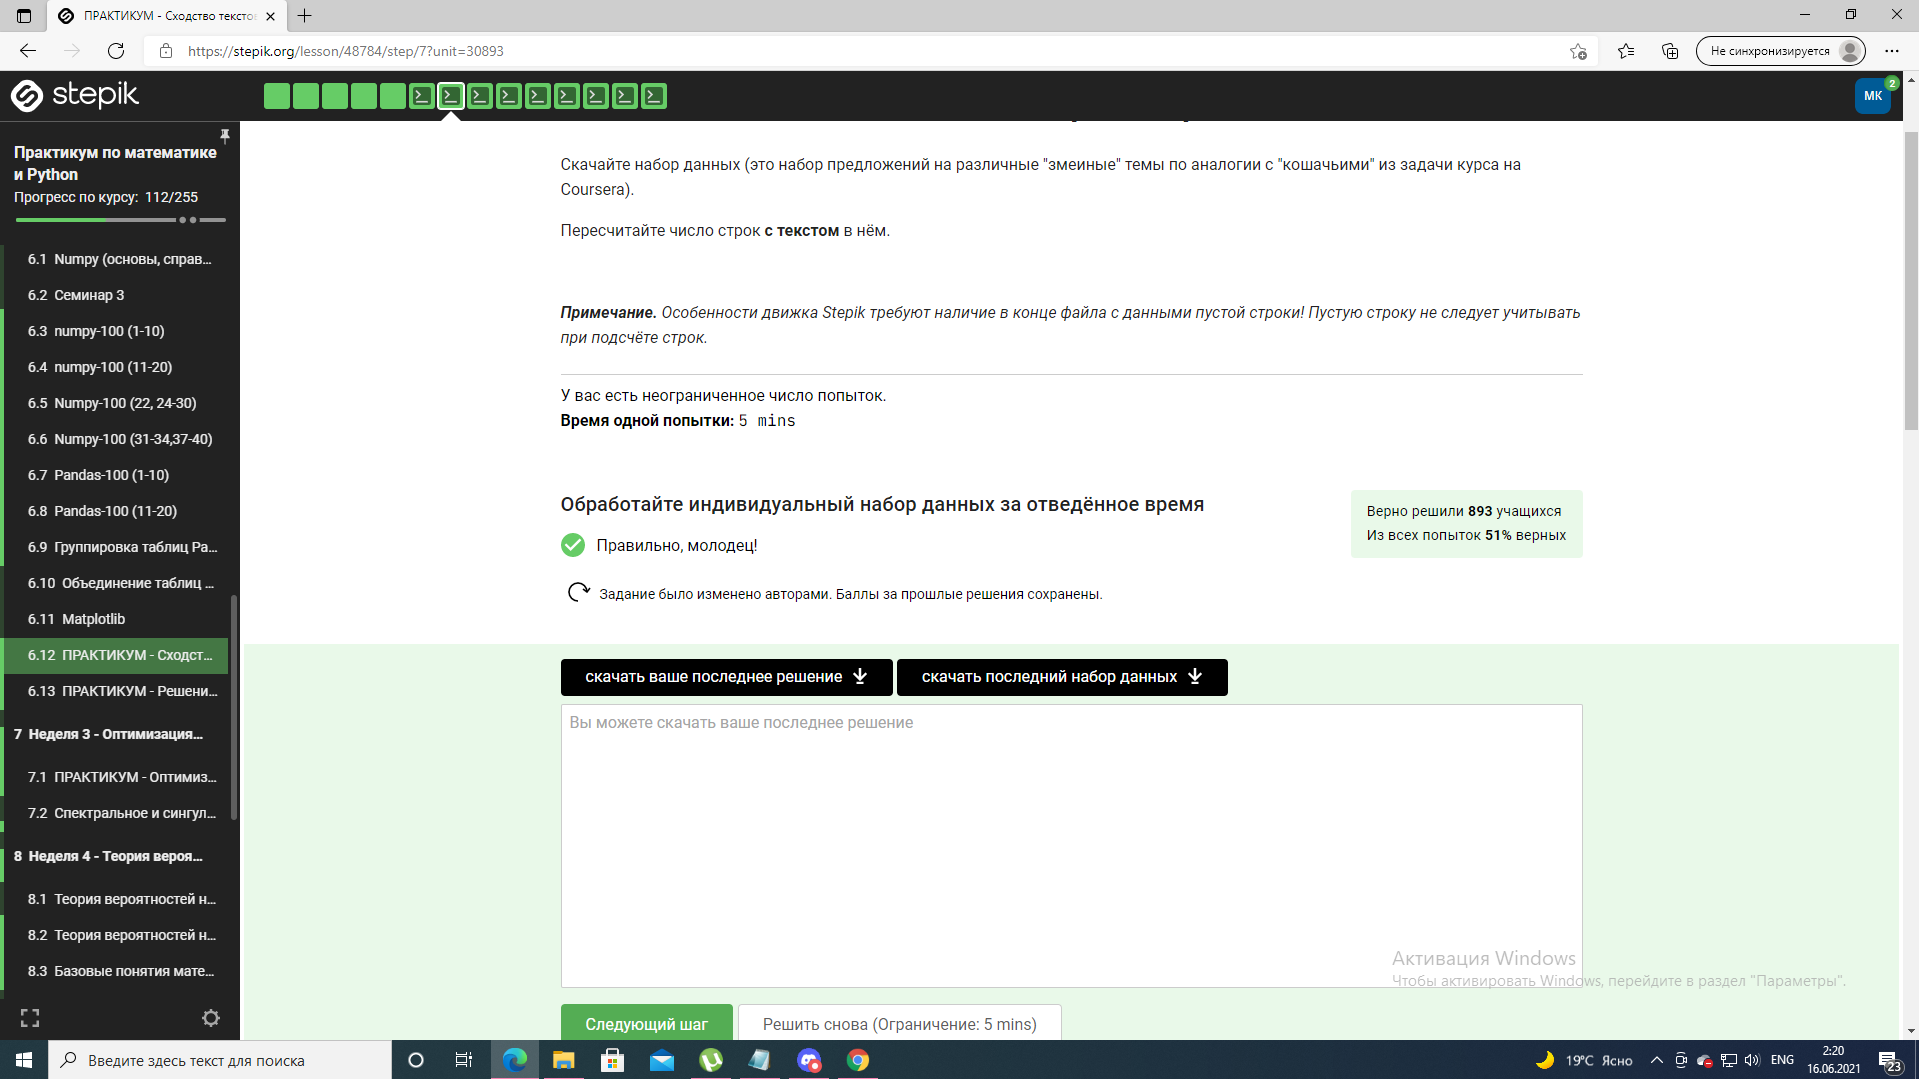 ПРАКТИКУМ - Сходство тексто
https://stepik.org/lesson/48784/step/7?unit=30893
Не синхронизируется
stepik
МК
2
Практикум по математике
и Python
Прогресс по курсу: 112/255
6.1 Numpy (основы, справ...
6.2 Семинар 3
6.3 numpy-100 (1-10)
6.4 numpy-100 (11-20)
6.5 Numpy-100 (22, 24-30)
6.6 Numpy-100 (31-34,37-40)
6.7 Pandas-100 (1-10)
6.8 Pandas-100 (11-20)
6.9 Группировка таблиц Pa...
6.10 Объединение таблиц ...
6.11 Matplotlib
6.12 ПРАКТИКУМ - Сходст...
6.13 ПРАКТИКУМ - Решени...
7 Неделя 3 - Оптимизация...
7.1 ПРАКТИКУМ - Оптимиз...
7.2 Спектральное и сингул...
8 Неделя 4 - Теория вероя...
8.1 Теория вероятностей н...
8.2 Теория вероятностей н...
8.3 Базовые понятия мате...
Скачайте набор данных (это набор предложений на различные "змеиные" темы по аналогии с "кошачьими" из задачи курса на
Coursera).
Пересчитайте число строк с текстом в нём.
Примечание. Особенности движка Stepik требуют наличие в конце файла с данными пустой строки! Пустую строку не следует учитывать
при подсчёте строк.
У вас есть неограниченное число попыток.
Время одной попытки: 5 mins
Обработайте индивидуальный набор данных за отведённое время
Верно решили 893 учащихся
Из всех попыток 51% верных
Правильно, молодец!
Задание было изменено авторами. Баллы за прошлые решения сохранены.
скачать ваше последнее решение
скачать последний набор данных
Вы можете скачать ваше последнее решение
Активация Windows
Чтобы активировать Windows, перейдите в раздел "Параметры".
Следующий шаг
Решить снова (Ограничение: 5 mins)
Введите здесь текст для поиска
19°C Ясно
ENG
2:20
16.06.2021
23